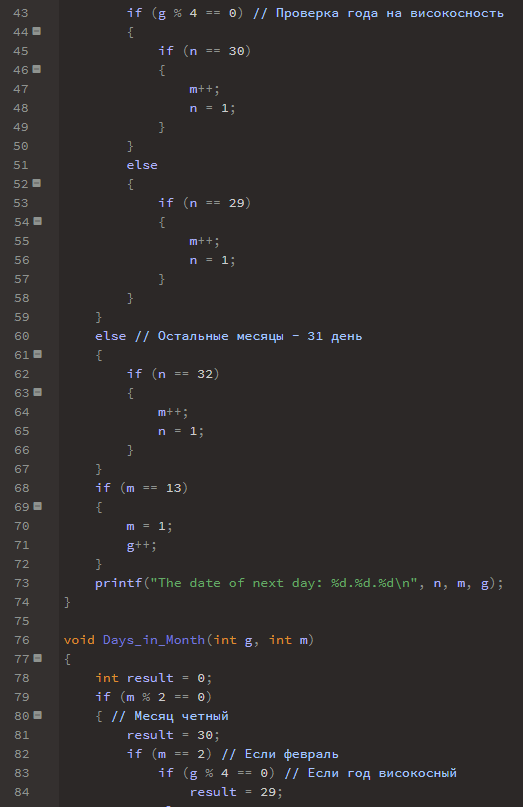 43 if (g % 4 == 0) // Проверка года на високосность
44 {
45 if (n == 30)
46 {
47 m++;
48 n = 1;
49 }
50 }
51 else
52 {
53 if (n == 29)
54 {
55 m++;
56 n = 1;
57 }
58 }
59 }
60 else // Остальные месяцы - 31 день
61 {
62 if (n == 32)
63 {
64 m++;
65 n = 1;
66 }
67 }
68 if (m == 13)
69 {
70 m = 1;
71 g++;
72 }
73 printf("The date of next day: %d.%d.%d\n", n, m, g);
74 }
75
76 void Days_in_Month(int g, int m)
77 {
78 int result = 0;
79 if (m % 2 == 0)
80 { // Месяц четный
81 result = 30;
82 if (m == 2) // Если февраль
83 if (g % 4 == 0) // Если год високосный
84 result = 29;